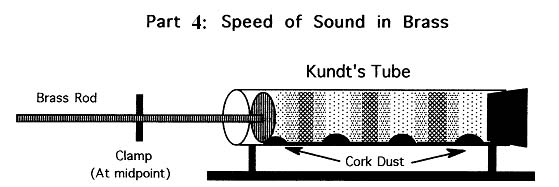 Part 4: Speed of Sound in Brass
Kundt's Tube
Brass Rod
Clamp
(At midpoint)
Cork Dust